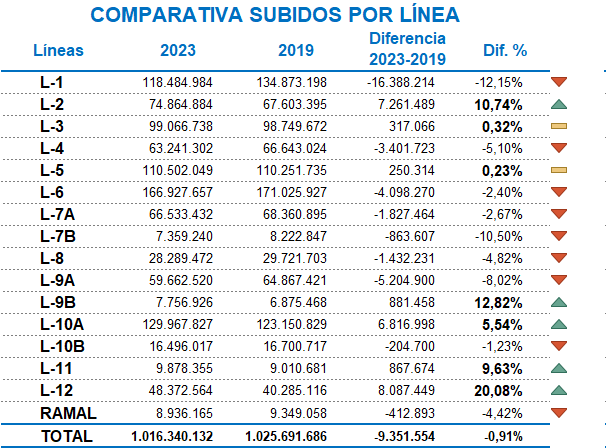 COMPARATIVA SUBIDOS POR LÍNEA
Líneas 2023 2019 Diferencia 2023-2019 Dif. %
L-1 118.484.984 134.873.198 -16.388.214 -12,15%
L-2 74.864.884 67.603.395 7.261.489 10,74%
L-3 99.066.738 98.749.672 317.066 0,32%
L-4 63.241.302 66.643.024 -3.401.723 -5,10%
L-5 110.502.049 110.251.735 250.314 0,23%
L-6 166.927.657 171.025.927 -4.098.270 -2,40%
L-7A 66.533.432 68.360.895 -1.827.464 -2,67%
L-7B 7.359.240 8.222.847 -863.607 -10,50%
L-8 28.289.472 29.721.703 -1.432.231 -4,82%
L-9A 59.662.520 64.867.421 -5.204.900 -8,02%
L-9B 7.756.926 6.875.468 881.458 12,82%
L-10A 129.967.827 123.150.829 6.816.998 5,54%
L-10B 16.496.017 16.700.717 -204.700 -1,23%
L-11 9.878.355 9.010.681 867.674 9,63%
L-12 48.372.564 40.285.116 8.087.449 20,08%
RAMAL 8.936.165 9.349.058 -412.893 -4,42%
TOTAL 1.016.340.132 1.025.691.686 -9.351.554 -0,91%